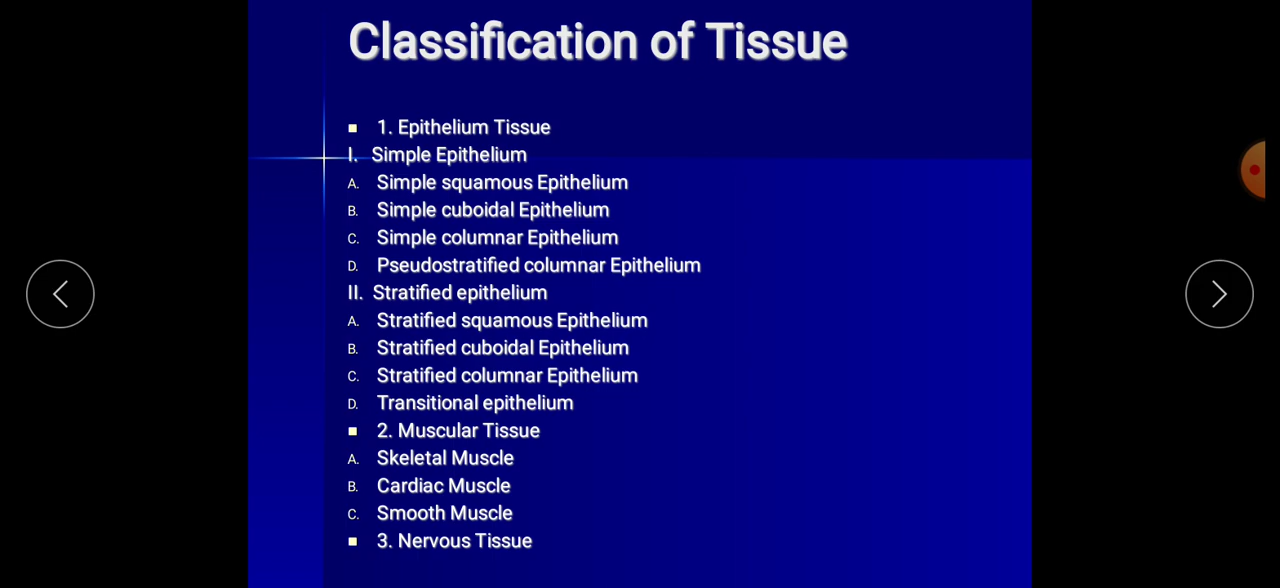 Classification of Tissue
1. Epithelium Tissue
I. Simple Epithelium
A. Simple squamous Epithelium
B. Simple cuboidal Epithelium
C. Simple columnar Epithelium
D. Pseudostratified columnar Epithelium
II. Stratified epithelium
A. Stratified squamous Epithelium
B. Stratified cuboidal Epithelium
C. Stratified columnar Epithelium
D. Transitional epithelium
2. Muscular Tissue
A. Skeletal Muscle
B. Cardiac Muscle
C. Smooth Muscle
3. Nervous Tissue